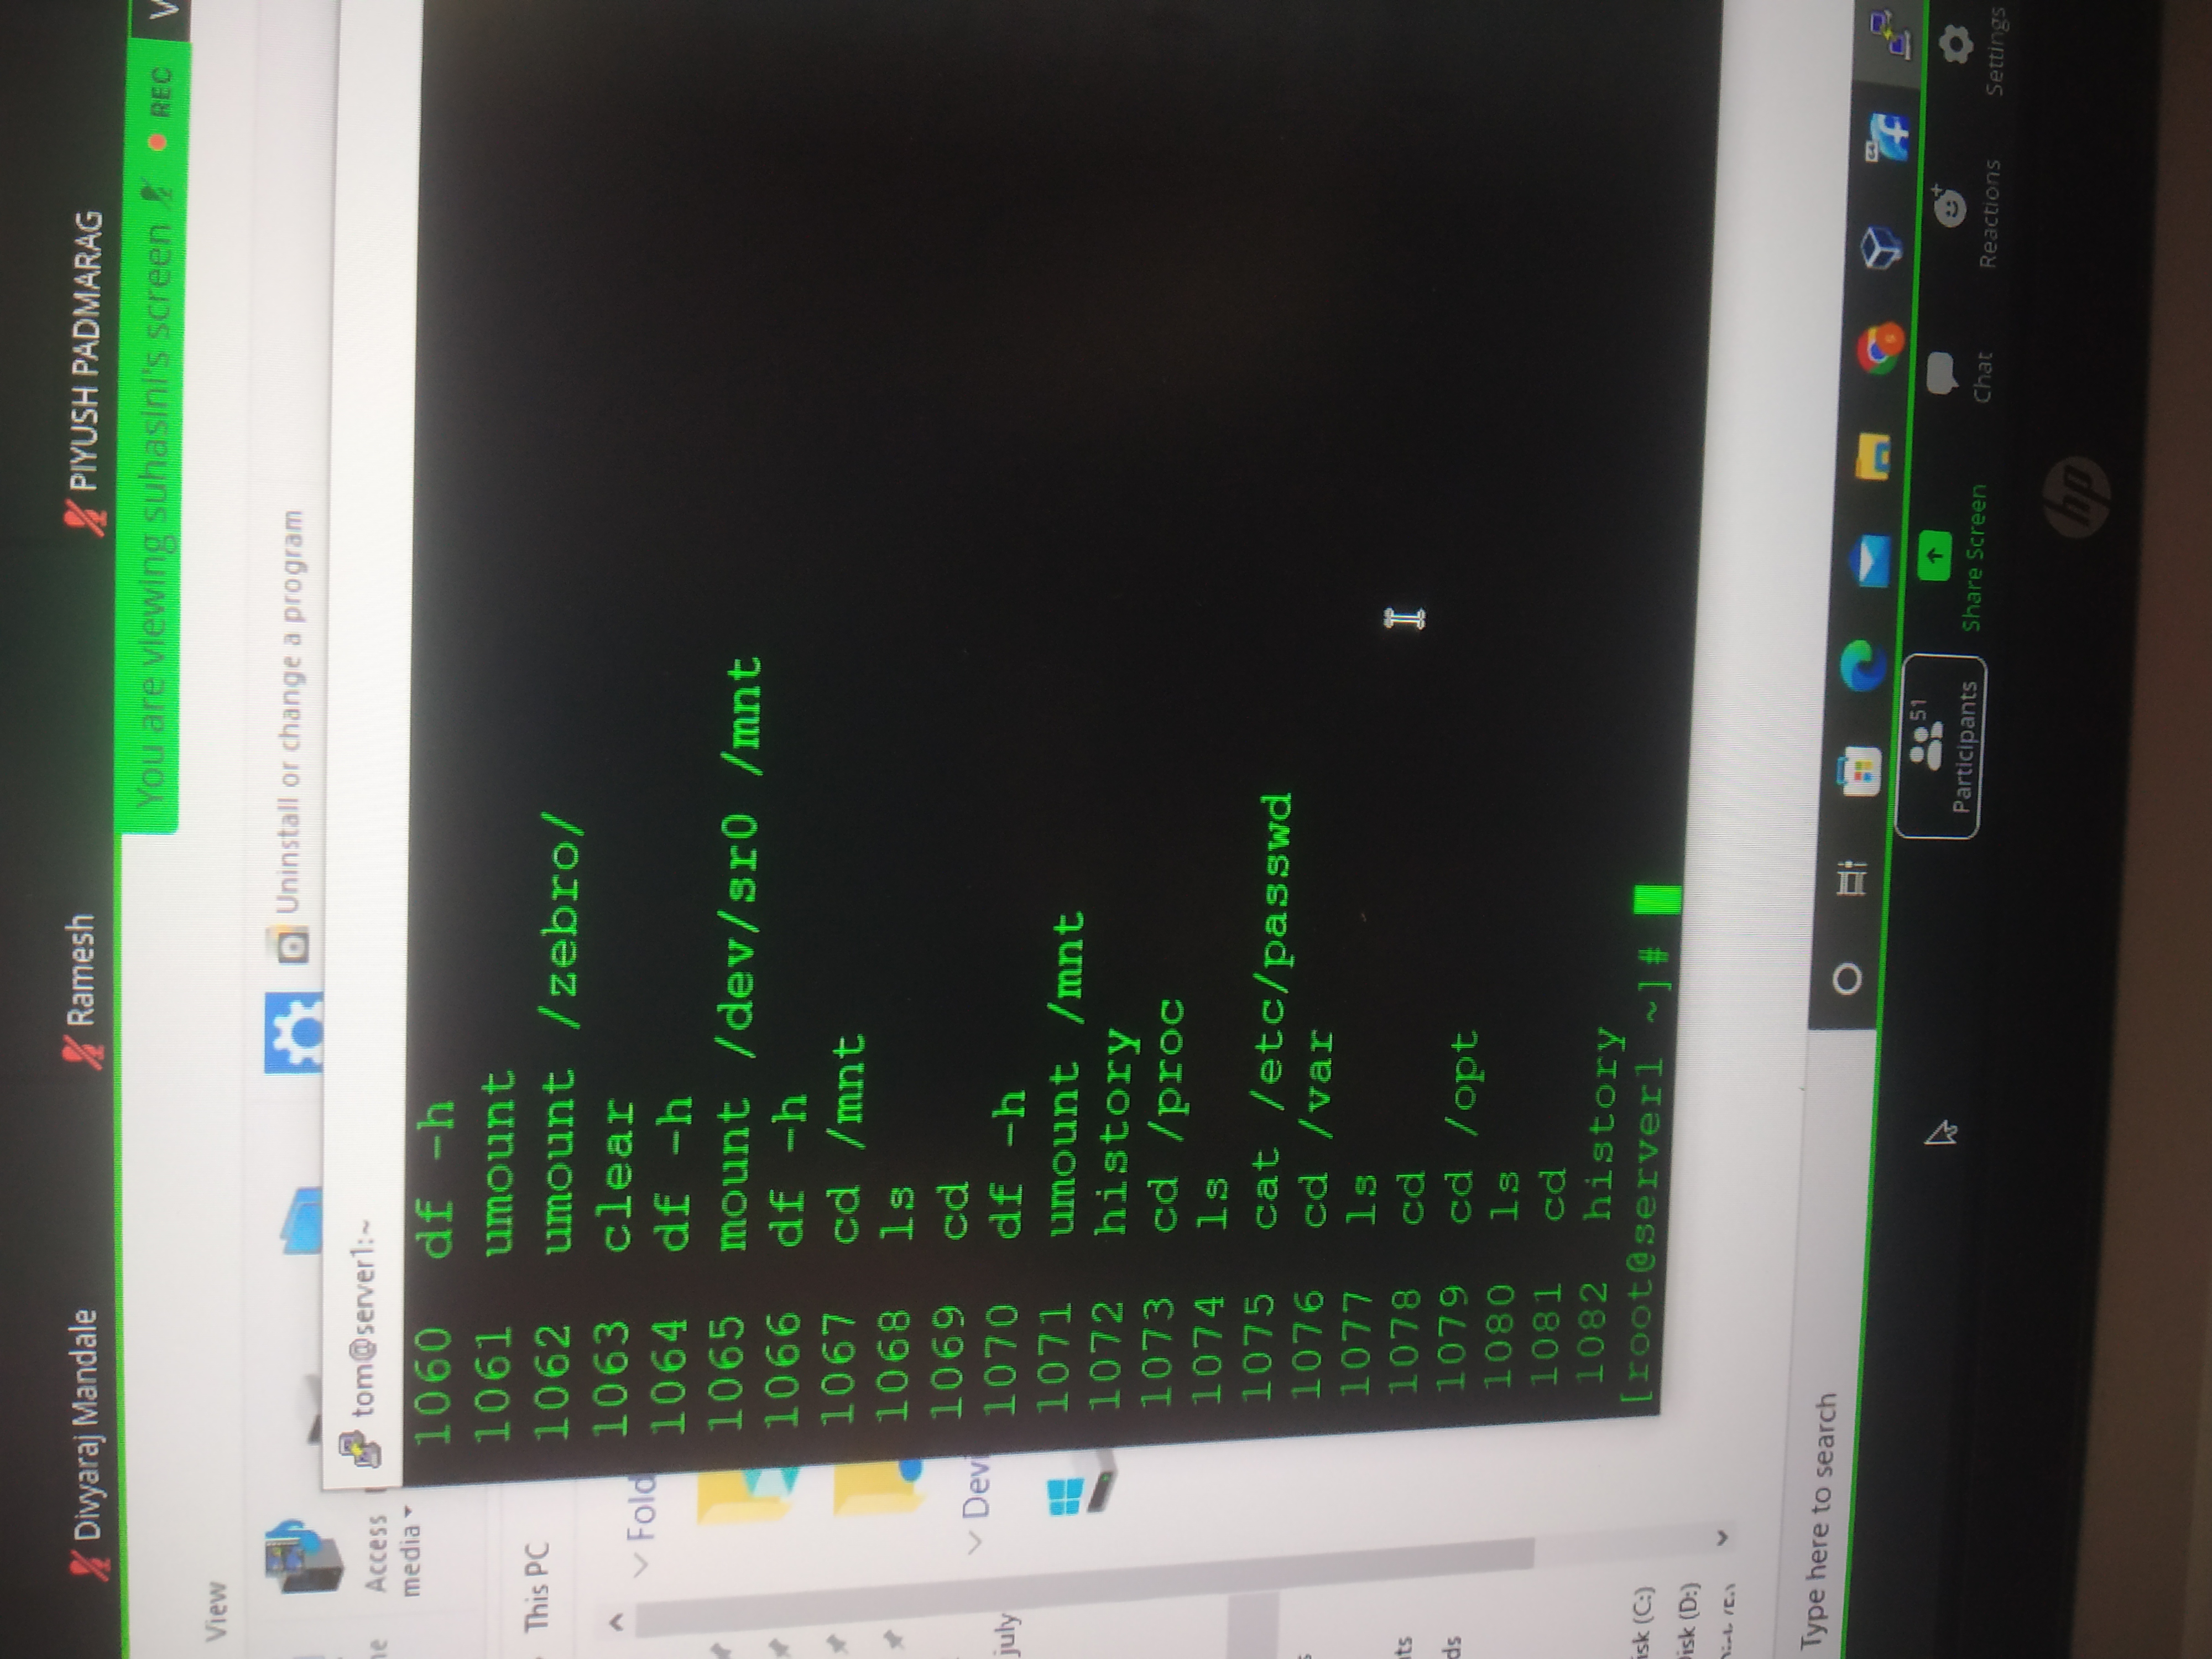 Divyaraj Mandale
Ramesh
PIYUSH PADMARAG
You are viewing suhasini's screen
REC
View
Uninstall or change a program
Access
media
tom@server1:~
This PC
1060 df -h
1061 umount
1062 umount /zebro/
1063 clear
1064 df -h
1065 mount /dev/sr0 /mnt
1066 df -h
1067 cd /mnt
1068 ls
1069 cd
1070 df -h
1071 umount /mnt
1072 history
1073 cd /proc
1074 ls
1075 cat /etc/passwd
1076 cd /var
1077 ls
1078 cd
1079 cd /opt
1080 ls
1081 cd
1082 history
[root@server1 ~]#
Fold
Devi
july
nts
ds
isk (C:)
isk (D:)
Type here to search
51
Participants
Share Screen
Chat
Reactions
Settings
hp